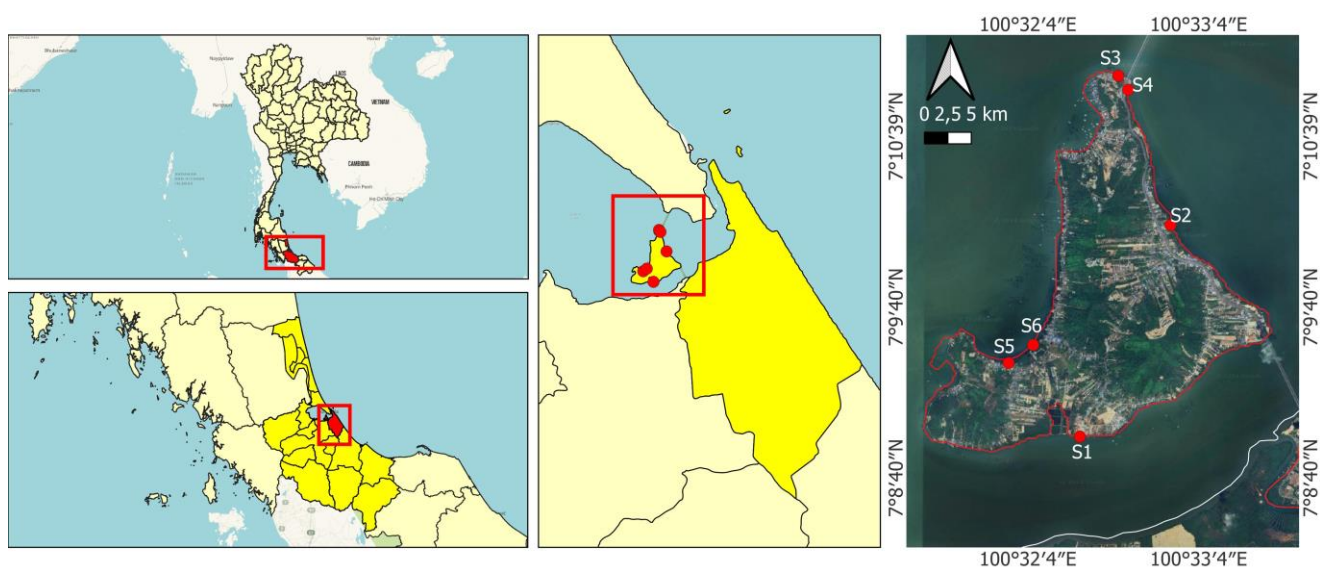 Naypyidaw
LAOS
VIETNAM
CAMBODIA
Phnom Penh
Ho Chi Minh City
100°32′4″E
100°33′4″E
S3
S4
0 2,5 5 km
7°10′39″N
7°10′39″N
S2
7°9′40″N
7°9′40″N
S6
S5
S1
7°8′40″N
7°8′40″N
100°32′4″E
100°33′4″E